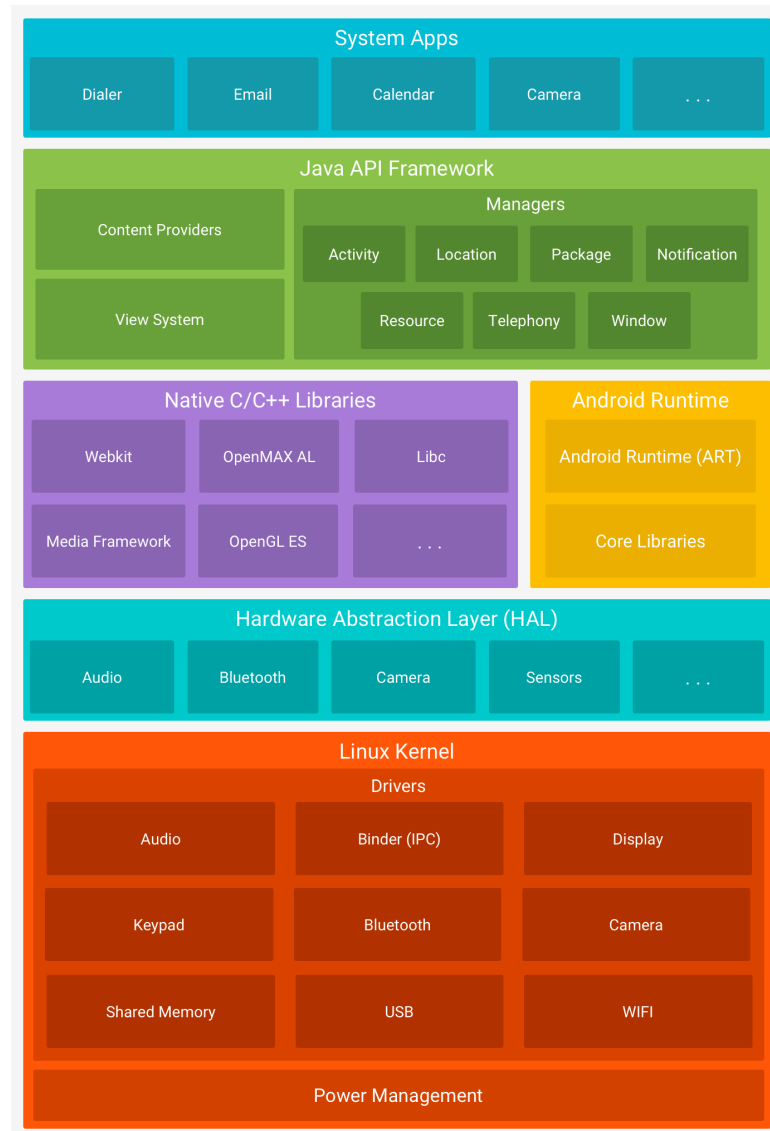 System Apps
Dialer
Email
Calendar
Camera
. . .
Java API Framework
Content Providers
View System
Managers
Activity
Location
Package
Notification
Resource
Telephony
Window
Native C/C++ Libraries
Webkit
OpenMAX AL
Libc
Media Framework
OpenGL ES
. . .
Android Runtime
Android Runtime (ART)
Core Libraries
Hardware Abstraction Layer (HAL)
Audio
Bluetooth
Camera
Sensors
. . .
Linux Kernel
Drivers
Audio
Binder (IPC)
Display
Keypad
Bluetooth
Camera
Shared Memory
USB
WIFI
Power Management